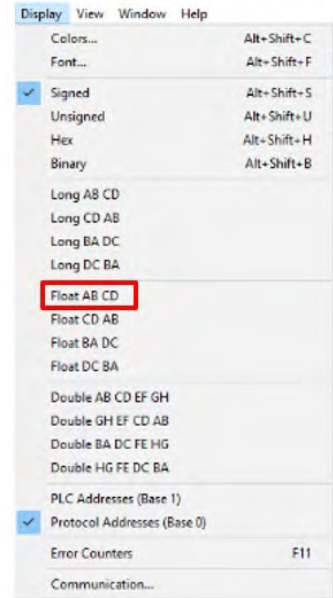 Display View Window Help
Colors... Alt+Shift+C
Font... Alt+Shift+F
Signed Alt+Shift+S
Unsigned Alt+Shift+U
Hex Alt+Shift+H
Binary Alt+Shift+B
Long AB CD
Long CD AB
Long BA DC
Long DC BA
Float AB CD
Float CD AB
Float BA DC
Float DC BA
Double AB CD EF GH
Double GH EF CD AB
Double BA DC FE HG
Double HG FE DC BA
PLC Addresses (Base 1)
Protocol Addresses (Base 0)
Error Counters F11
Communication...